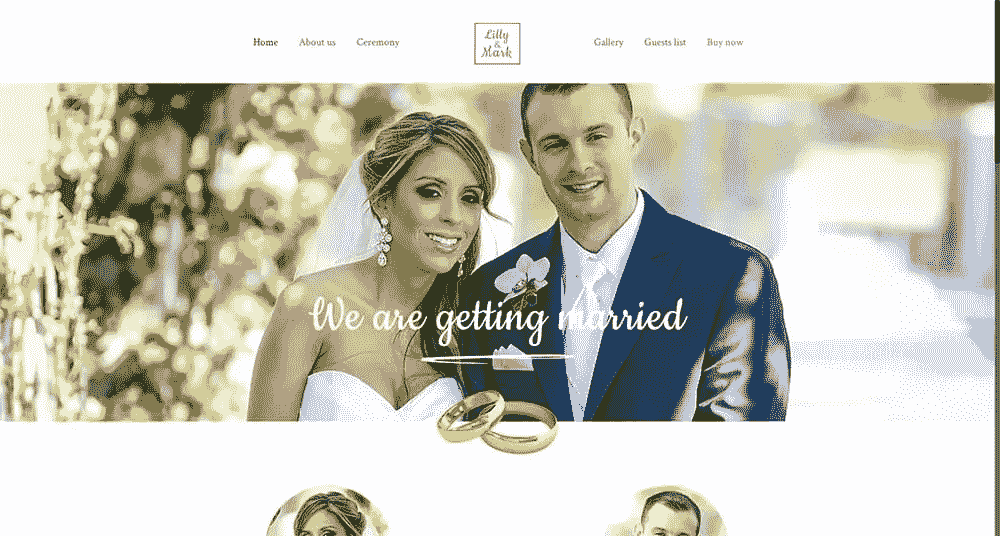 Home About us Ceremony
Lilly
&
Mark
Gallery Guests list Buy now
We are getting married